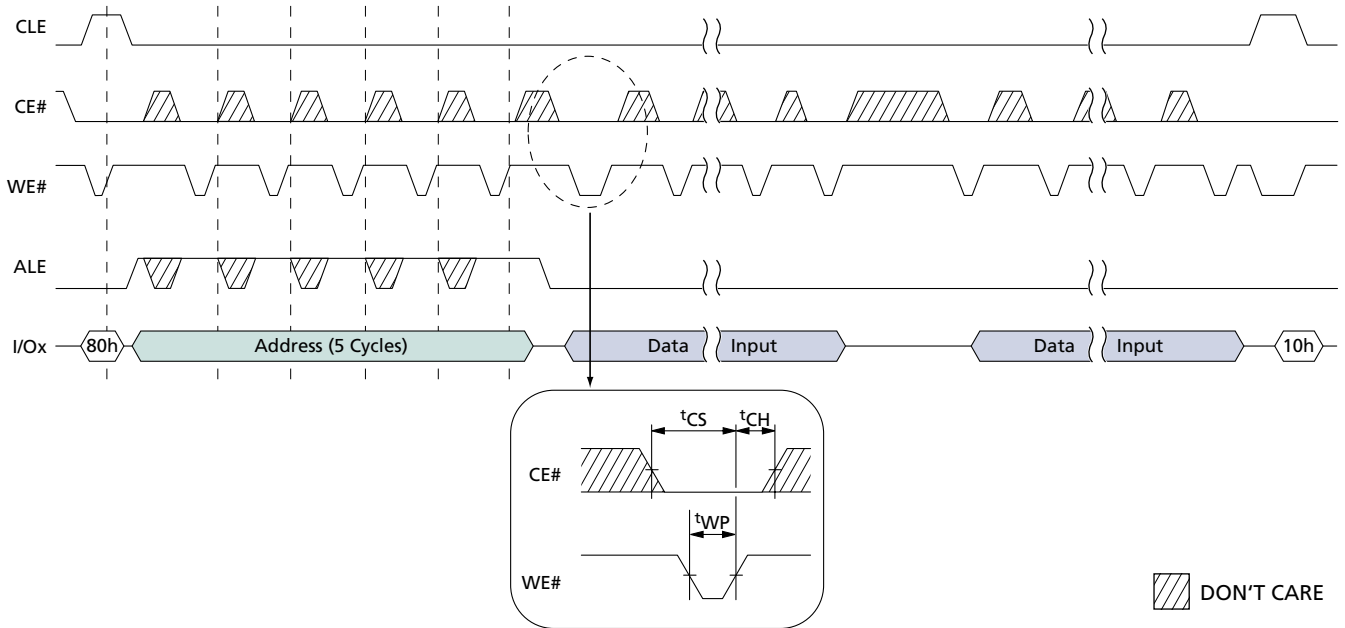 CLE
CE#
WE#
ALE
I/Ox 80h Address (5 Cycles) Data Input Data Input 10h
tCS tCH
CE#
tWP
WE#
DON'T CARE